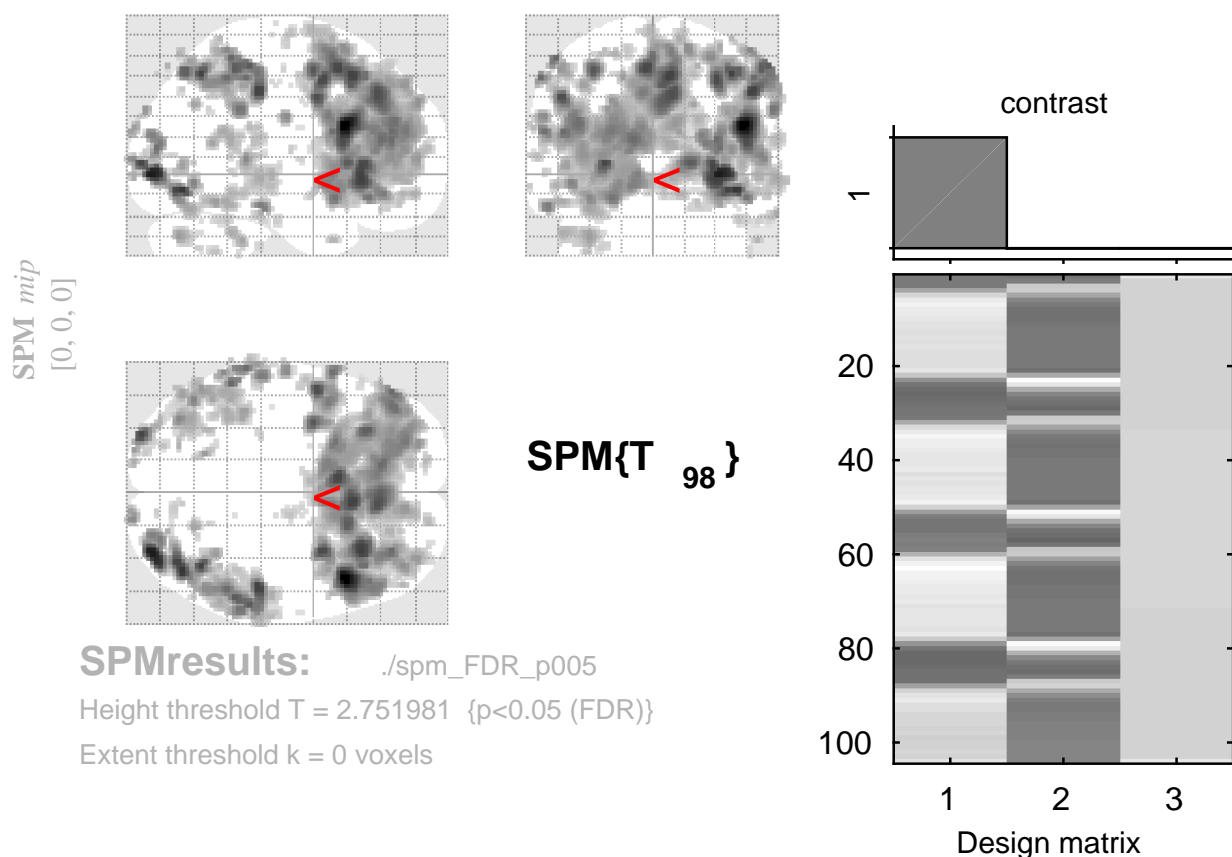 SPM mip
[0, 0, 0]
<
<
<
SPM{T 98 }
SPMresults: ./spm_FDR_p005
Height threshold T = 2.751981 {p<0.05 (FDR)}
Extent threshold k = 0 voxels
contrast
1
20
40
60
80
100
1 2 3
Design matrix